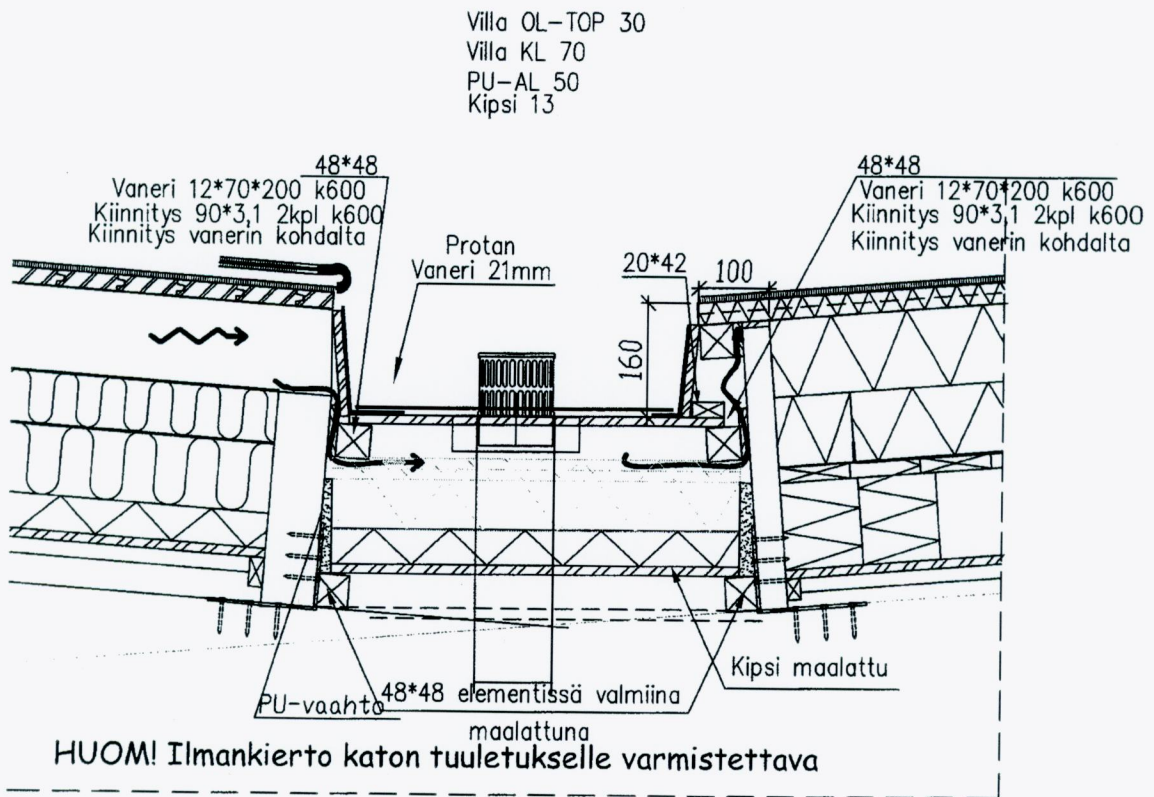 Villa OL-TOP 30
Villa KL 70
PU-AL 50
Kipsi 13
48*48
Vaneri 12*70*200 k600
Kiinnitys 90*3,1 2kpl k600
Kiinnitys vanerin kohdalta
48*48
Vaneri 12*70*200 k600
Kiinnitys 90*3,1 2kpl k600
Kiinnitys vanerin kohdalta
Protan
Vaneri 21mm
20*42
100
160
Kipsi maalattu
PU-vaahto
48*48 elementissä valmiina
maalattuna
HUOM! Ilmankierto katon tuuletukselle varmistettava